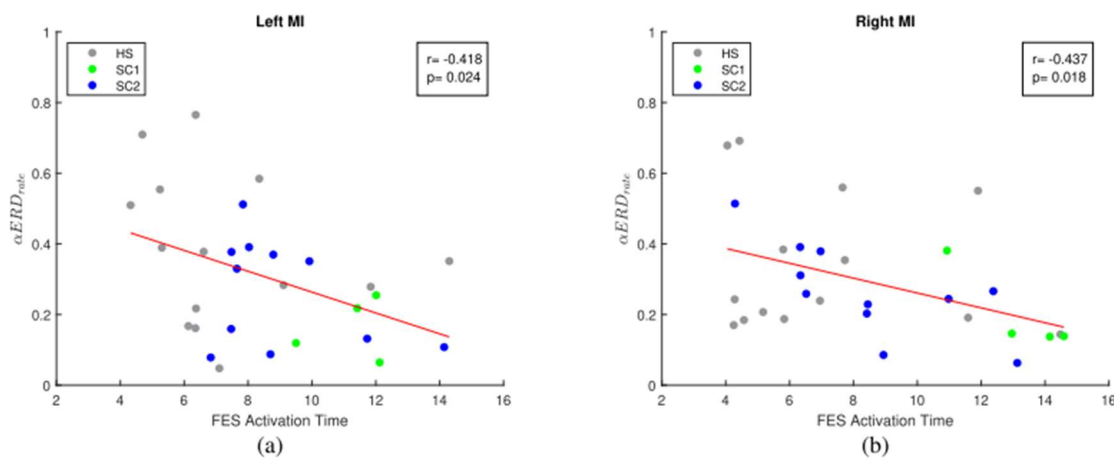 Left MI
HS
SC1
SC2
r= -0.418
p= 0.024
1
0.8
0.6
0.4
0.2
0
αERD_rate
2 4 6 8 10 12 14 16
FES Activation Time
(a)
Right MI
HS
SC1
SC2
r= -0.437
p= 0.018
1
0.8
0.6
0.4
0.2
0
αERD_rate
2 4 6 8 10 12 14 16
FES Activation Time
(b)